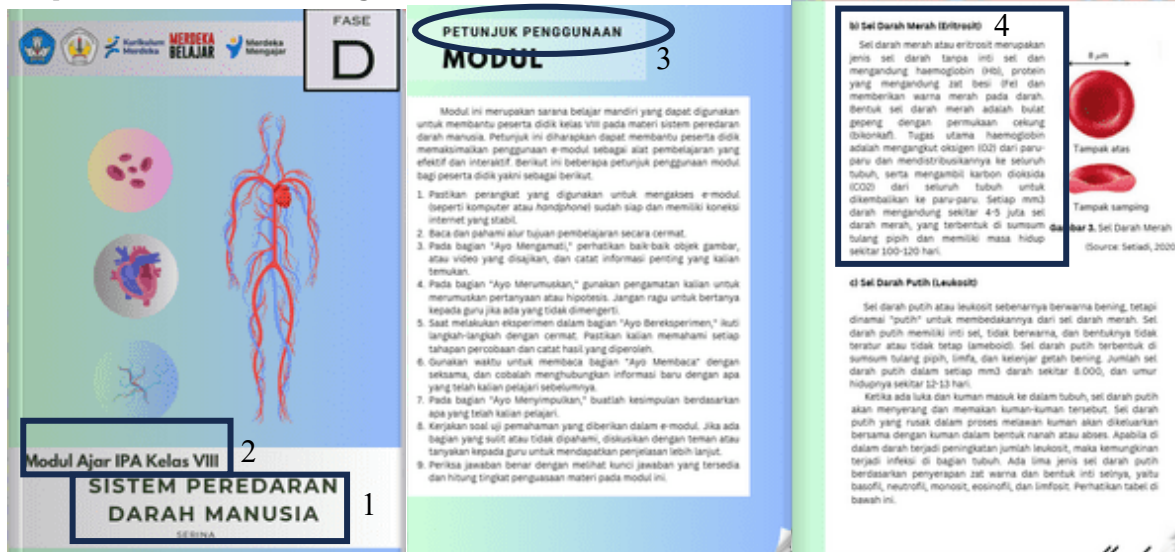 Kurikulum Merdeka
MERDEKA BELAJAR
Merdeka Mengajar
FASE
D
2
Modul Ajar IPA Kelas VIII
SISTEM PEREDARAN
DARAH MANUSIA
1
SERINA
PETUNJUK PENGGUNAAN
MODUL
3
Modul ini merupakan sarana belajar mandiri yang dapat digunakan
untuk membantu peserta didik kelas VIII pada materi sistem peredaran
darah manusia. Petunjuk ini diharapkan dapat membantu peserta didik
memaksimalkan penggunaan e-modul sebagai alat pembelajaran yang
efektif dan interaktif. Berikut ini beberapa petunjuk penggunaan modul
bagi peserta didik yakni sebagai berikut.
1. Pastikan perangkat yang digunakan untuk mengakses e-modul
(seperti komputer atau handphone) sudah siap dan memiliki koneksi
internet yang stabil.
2. Baca dan pahami alur tujuan pembelajaran secara cermat.
3. Pada bagian "Ayo Mengamati," perhatikan baik-baik objek gambar,
atau video yang disajikan, dan catat informasi penting yang kalian
temukan.
4. Pada bagian "Ayo Merumuskan," gunakan pengamatan kalian untuk
merumuskan pertanyaan atau hipotesis. Jangan ragu untuk bertanya
kepada guru jika ada yang tidak dimengerti.
5. Saat melakukan eksperimen dalam bagian "Ayo Bereksperimen," ikuti
langkah-langkah dengan cermat. Pastikan kalian memahami setiap
tahapan percobaan dan catat hasil yang diperoleh.
6. Gunakan waktu untuk membaca bagian "Ayo Membaca" dengan
seksama, dan cobalah menghubungkan informasi baru dengan apa
yang telah kalian pelajari sebelumnya.
7. Pada bagian "Ayo Menyimpulkan," buatlah kesimpulan berdasarkan
apa yang telah kalian pelajari.
8. Kerjakan soal uji pemahaman yang diberikan dalam e-modul. Jika ada
bagian yang sulit atau tidak dipahami, diskusikan dengan teman atau
tanyakan kepada guru untuk mendapatkan penjelasan lebih lanjut.
9. Periksa jawaban benar dengan melihat kunci jawaban yang tersedia
dan hitung tingkat penguasaan materi pada modul ini.
b) Sel Darah Merah (Eritrosit)
4
Sel darah merah atau eritrosit merupakan
jenis sel darah tanpa inti sel dan
mengandung haemoglobin (Hb), protein
yang mengandung zat besi (Fe) dan
memberikan warna merah pada darah.
Bentuk sel darah merah adalah bulat
gepeng dengan permukaan cekung
(bikonkaf). Tugas utama haemoglobin
adalah mengangkut oksigen (O2) dari paru-
paru dan mendistribusikannya ke seluruh
tubuh, serta mengambil karbon dioksida
(CO2) dari seluruh tubuh untuk
dikembalikan ke paru-paru. Setiap mm3
darah mengandung sekitar 4-5 juta sel
darah merah, yang terbentuk di sumsum
tulang pipih dan memiliki masa hidup
sekitar 100-120 hari.
8 µm
Tampak atas
Tampak samping
Gambar 3. Sel Darah Merah
(Source: Setiadi, 2020
c) Sel Darah Putih (Leukosit)
Sel darah putih atau leukosit sebenarnya berwarna bening, tetapi
dinamai "putih" untuk membedakannya dari sel darah merah. Sel
darah putih memiliki inti sel, tidak berwarna, dan bentuknya tidak
teratur atau tidak tetap (ameboid). Sel darah putih terbentuk di
sumsum tulang pipih, limfa, dan kelenjar getah bening. Jumlah sel
darah putih dalam setiap mm3 darah sekitar 8.000, dan umur
hidupnya sekitar 12-13 hari.
Ketika ada luka dan kuman masuk ke dalam tubuh, sel darah putih
akan menyerang dan memakan kuman-kuman tersebut. Sel darah
putih yang rusak dalam proses melawan kuman akan dikeluarkan
bersama dengan kuman dalam bentuk nanah atau abses. Apabila di
dalam darah terjadi peningkatan jumlah leukosit, maka kemungkinan
terjadi infeksi di bagian tubuh. Ada lima jenis sel darah putih
berdasarkan penyerapan zat warna dan bentuk inti selnya, yaitu
basofil, neutrofil, monosit, eosinofil, dan limfosit. Perhatikan tabel di
bawah ini.